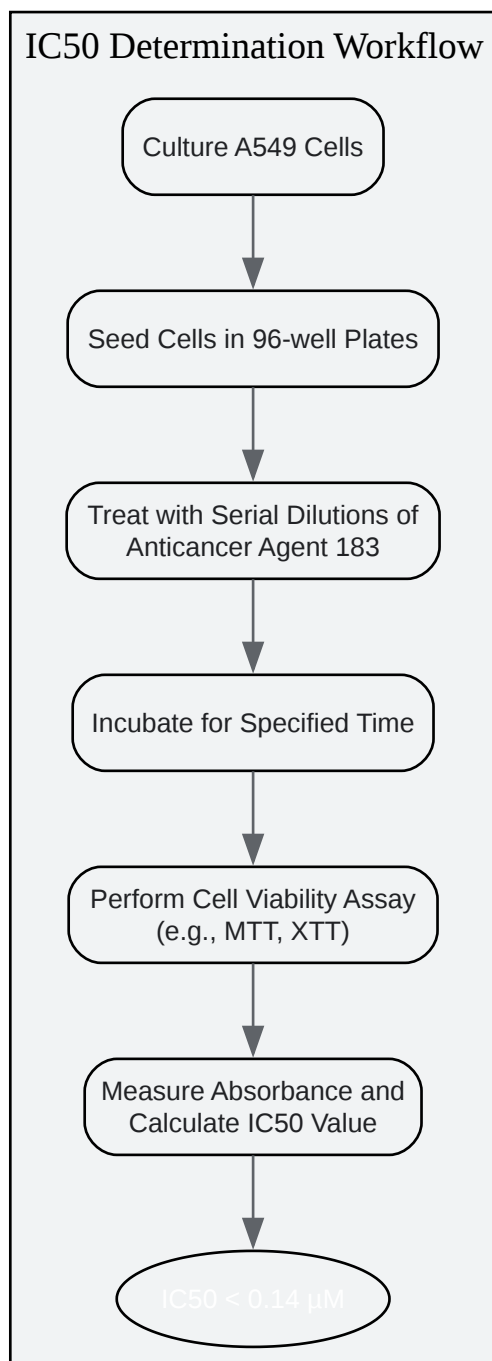 IC50 Determination Workflow
Culture A549 Cells
Seed Cells in 96-well Plates
Treat with Serial Dilutions of
Anticancer Agent 183
Incubate for Specified Time
Perform Cell Viability Assay
(e.g., MTT, XTT)
Measure Absorbance and
Calculate IC50 Value
IC50 < 0.14 µM